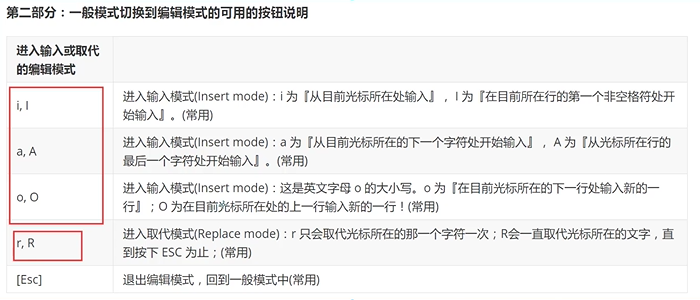 第二部分：一般模式切换到编辑模式的可用的按钮说明
进入输入或取代
的编辑模式
i, I
进入输入模式(Insert mode)：i 为『从目前光标所在处输入』， I 为『在目前所在行的第一个非空格符处开
始输入』。(常用)
a, A
进入输入模式(Insert mode)：a 为『从目前光标所在的下一个字符处开始输入』， A 为『从光标所在行的
最后一个字符处开始输入』。(常用)
o, O
进入输入模式(Insert mode)：这是英文字母 o 的大小写。o 为『在目前光标所在的下一行处输入新的一
行』；O 为在目前光标所在处的上一行输入新的一行！(常用)
r, R
进入取代模式(Replace mode)：r 只会取代光标所在的那一个字符一次；R会一直取代光标所在的文字，直
到按下 ESC 为止；(常用)
[Esc]
退出编辑模式，回到一般模式中(常用)